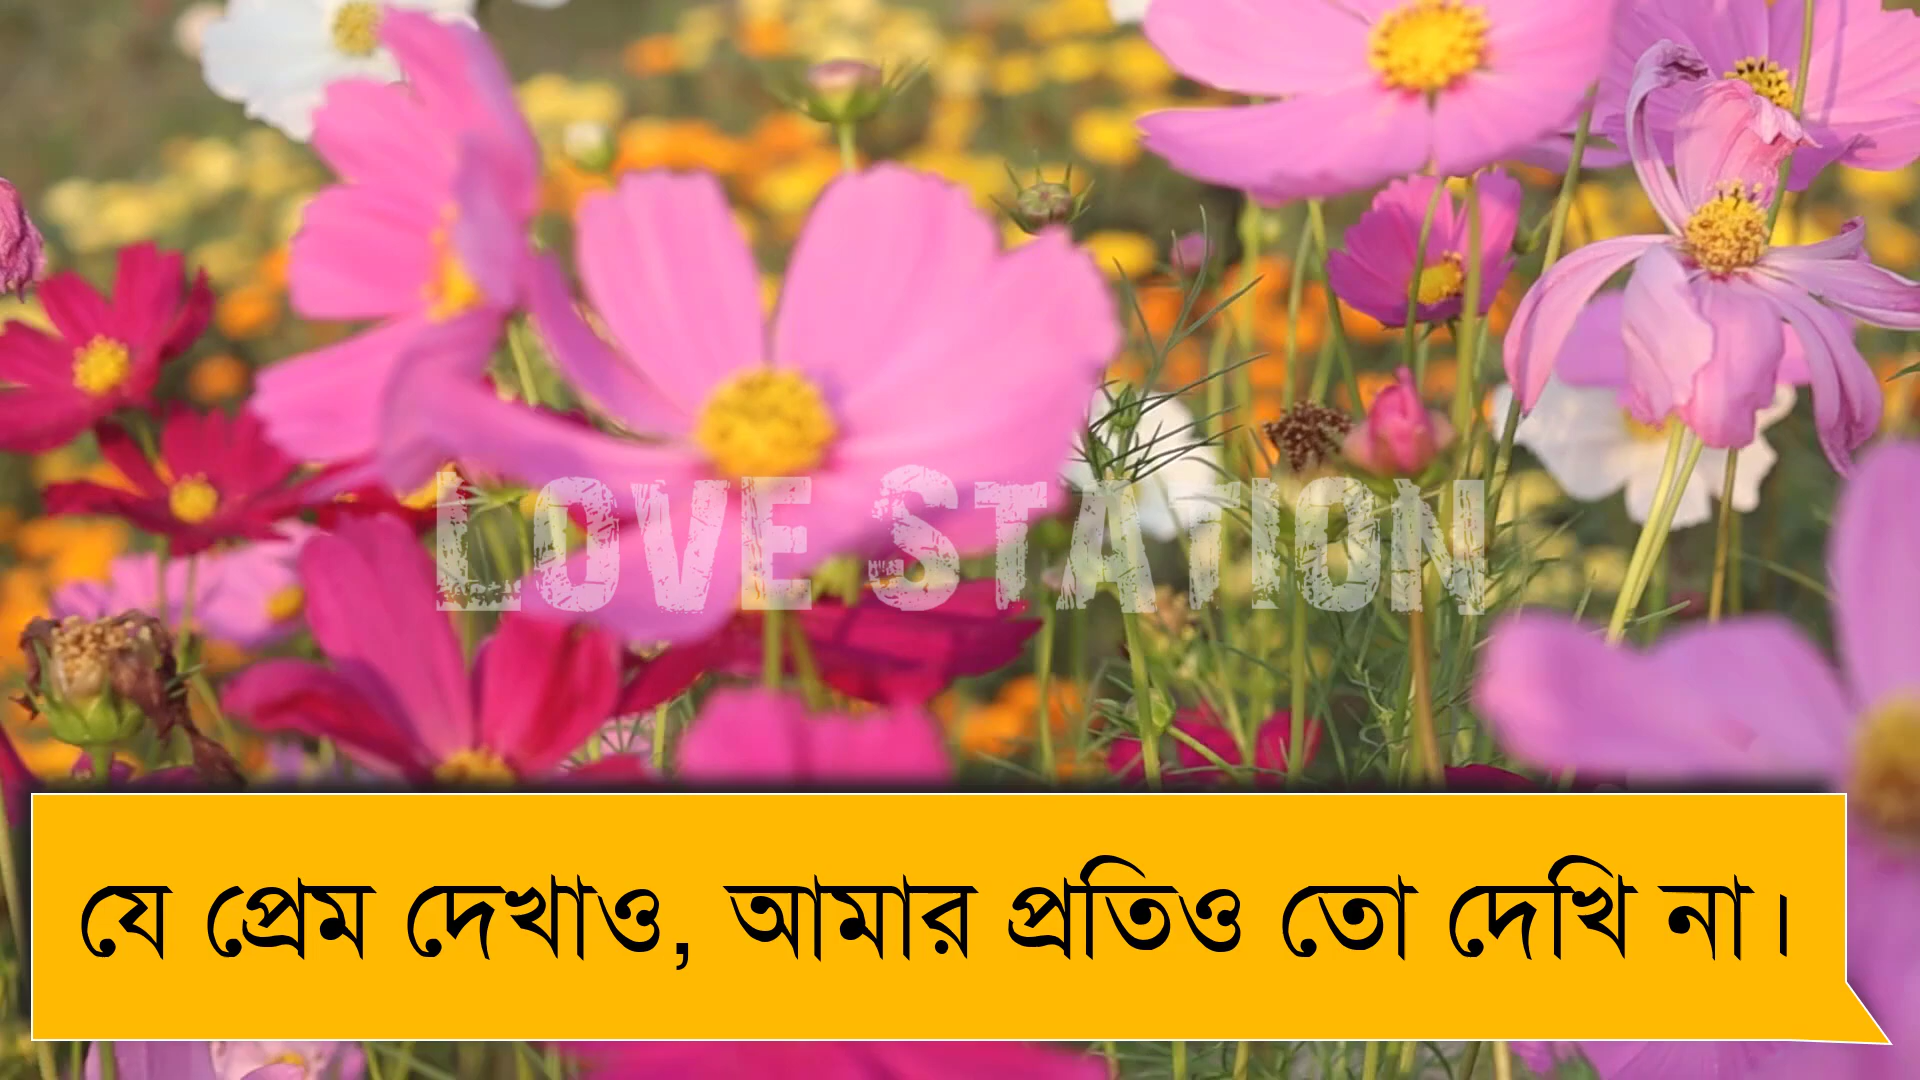 LOVE STATION
যে প্রেম দেখাও, আমার প্রতিও তো দেখি না।